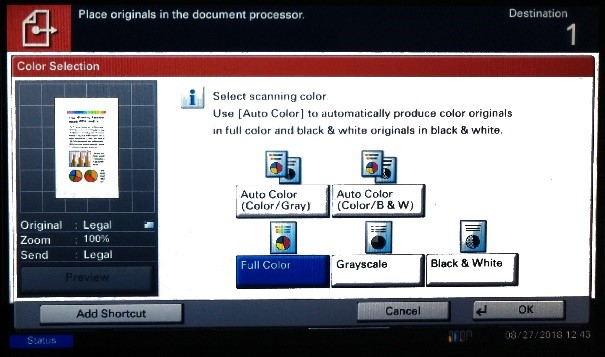 Place originals in the document processor.
Destination
1
Color Selection
Select scanning color
Use [Auto Color] to automatically produce color originals
in full color and black & white originals in black & white.
Auto Color
(Color/Gray)
Auto Color
(Color/B & W)
Original : Legal
Zoom : 100%
Send : Legal
Preview
Full Color
Grayscale
Black & White
Add Shortcut
Cancel
OK
Status
08/27/2018 12:43